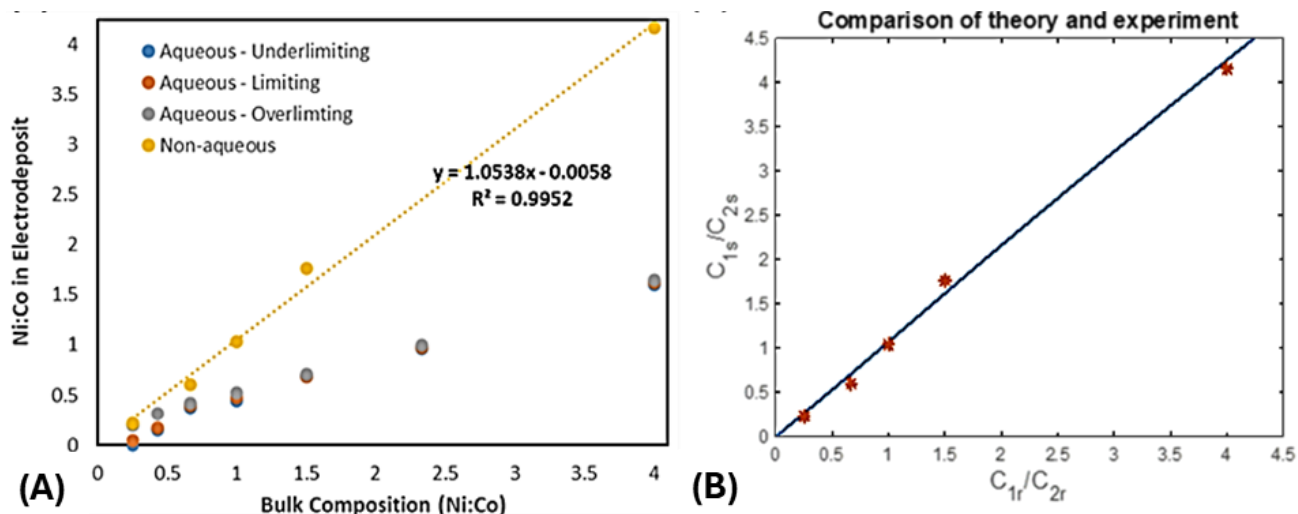 4
3.5
3
2.5
2
1.5
1
0.5
0
Ni:Co in Electrodeposit
Aqueous - Underlimiting
Aqueous - Limiting
Aqueous - Overlimting
Non-aqueous
y = 1.0538x - 0.0058
R² = 0.9952
0 0.5 1 1.5 2 2.5 3 3.5 4
Bulk Composition (Ni:Co)
(A)
Comparison of theory and experiment
4.5
4
3.5
3
2.5
2
1.5
1
0.5
0
C1s/C2s
0 0.5 1 1.5 2 2.5 3 3.5 4 4.5
C1r/C2r
(B)